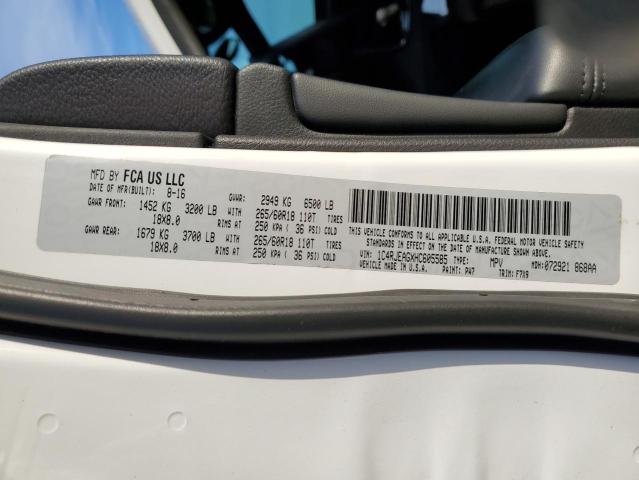 MFD BY FCA US LLC
DATE OF MFR(BUILT): 8-16 GVWR: 2949 KG 6500 LB
GAWR FRONT: 1452 KG 3200 LB WITH 265/60R18 110T TIRES
18X8.0 RIMS AT 250 KPA ( 36 PSI) COLD
GAWR REAR: 1679 KG 3700 LB WITH 265/60R18 110T TIRES
18X8.0 RIMS AT 250 KPA ( 36 PSI) COLD
THIS VEHICLE CONFORMS TO ALL APPLICABLE U.S.A. FEDERAL MOTOR VEHICLE SAFETY
STANDARDS IN EFFECT ON THE DATE OF MANUFACTURE SHOWN ABOVE.
VIN: 1C4RJEAGXHC605585 TYPE: MPV MDH:072921 868AA
MADE IN U.S.A. PAINT: PW7 TRIM: F7X9